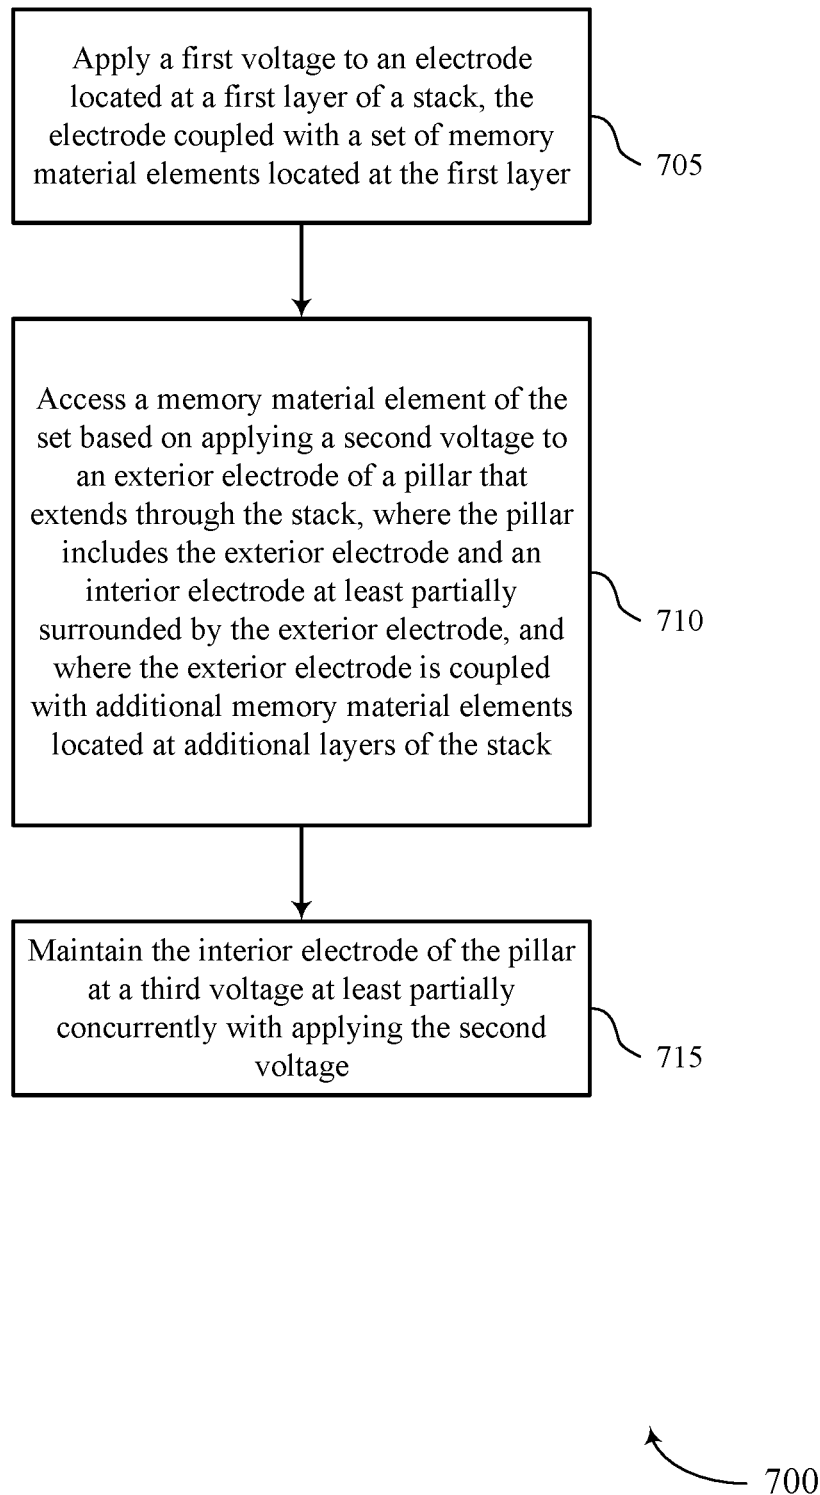 Apply a first voltage to an electrode
located at a first layer of a stack, the
electrode coupled with a set of memory
material elements located at the first layer
705
Access a memory material element of the
set based on applying a second voltage to
an exterior electrode of a pillar that
extends through the stack, where the pillar
includes the exterior electrode and an
interior electrode at least partially
surrounded by the exterior electrode, and
where the exterior electrode is coupled
with additional memory material elements
located at additional layers of the stack
710
Maintain the interior electrode of the pillar
at a third voltage at least partially
concurrently with applying the second
voltage
715
700